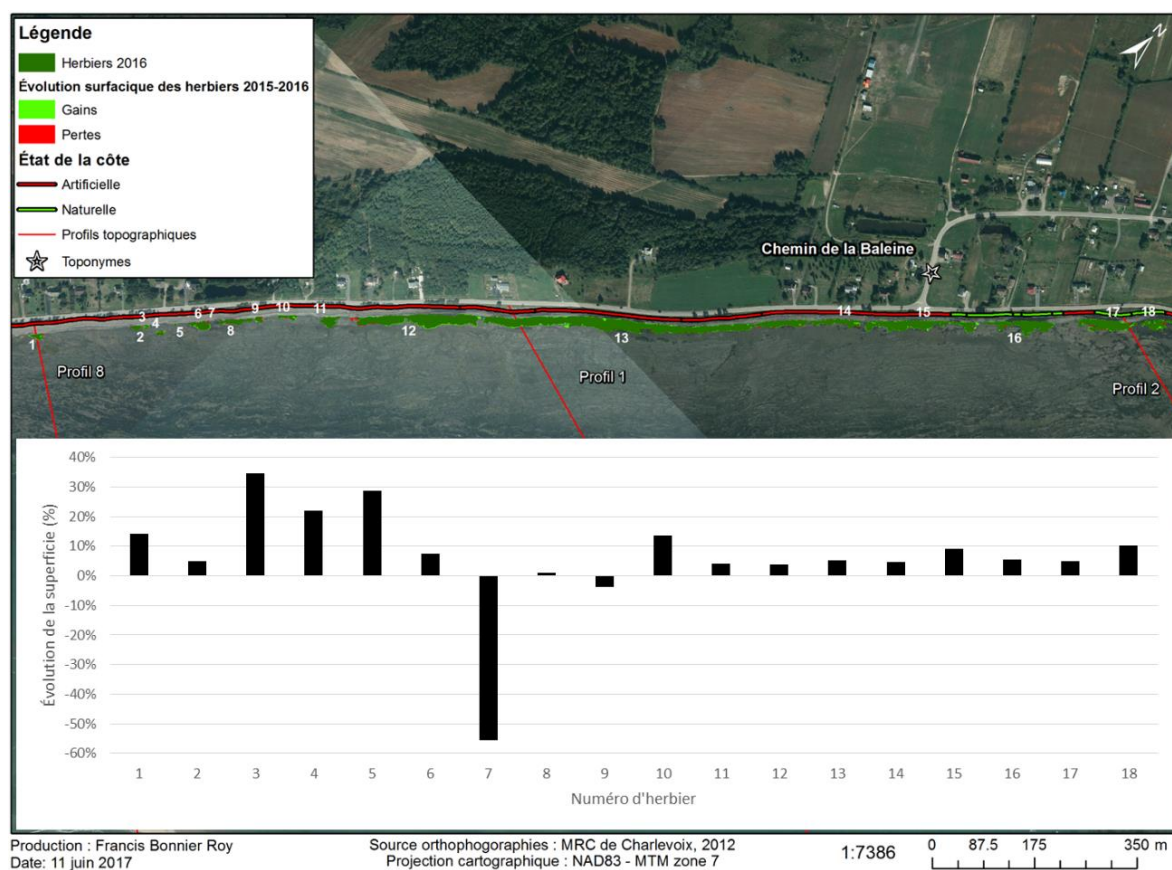 Légende
Herbiers 2016
Évolution surfacique des herbiers 2015-2016
Gains
Pertes
État de la côte
Artificielle
Naturelle
Profils topographiques
Toponymes
N
Chemin de la Baleine
1 2 3 4 5 6 7 8 9 10 11 12 13 14 15 16 17 18
Profil 8
Profil 1
Profil 2
Évolution de la superficie (%)
40%
30%
20%
10%
0%
-10%
-20%
-30%
-40%
-50%
-60%
1 2 3 4 5 6 7 8 9 10 11 12 13 14 15 16 17 18
Numéro d'herbier
Production : Francis Bonnier Roy
Date: 11 juin 2017
Source orthophogoraphies : MRC de Charlevoix, 2012
Projection cartographique : NAD83 - MTM zone 7
1:7386
0 87.5 175 350 m